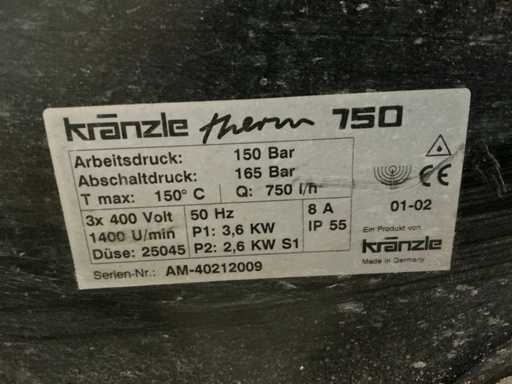 kränzle therm 750
Arbeitsdruck: 150 Bar
Abschaltdruck: 165 Bar
T max: 150° C Q: 750 l/h
3x 400 Volt 50 Hz 8 A
1400 U/min P1: 3,6 KW IP 55
Düse: 25045 P2: 2,6 KW S1
Serien-Nr.: AM-40212009
CE
01-02
Ein Produkt von
kränzle
Made in Germany